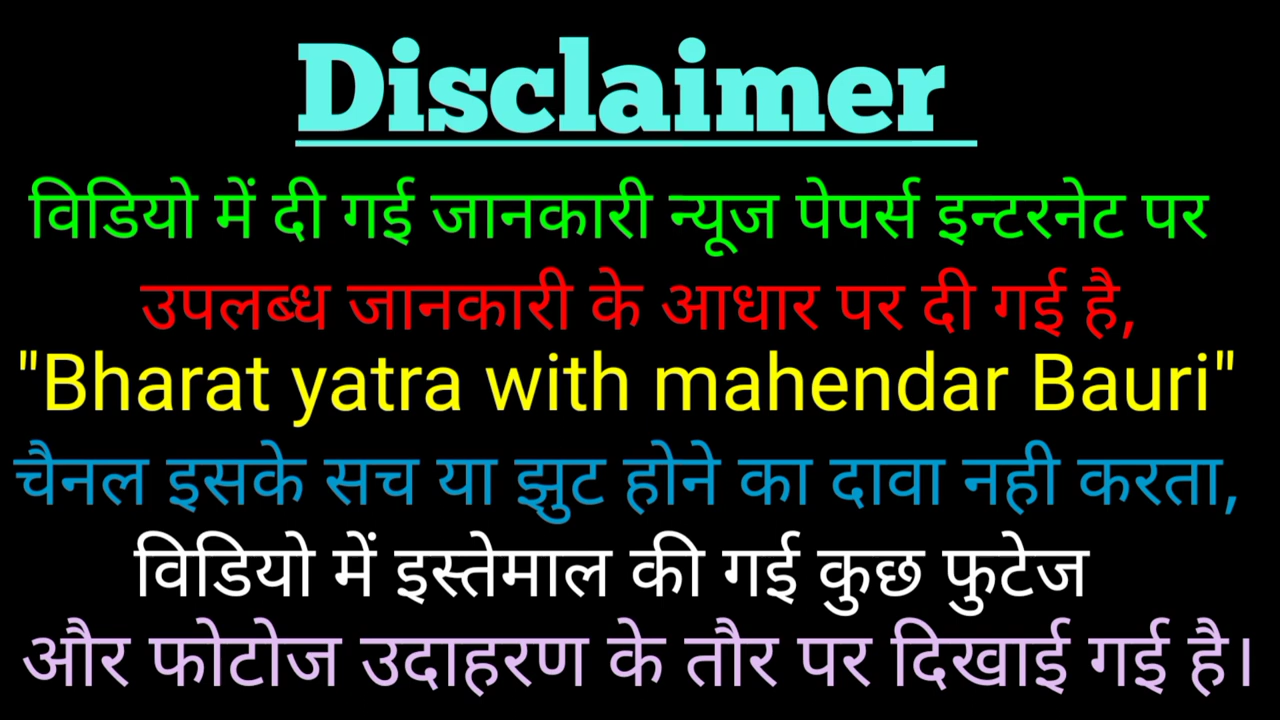 Disclaimer
विडियो में दी गई जानकारी न्यूज पेपर्स इन्टरनेट पर
उपलब्ध जानकारी के आधार पर दी गई है,
"Bharat yatra with mahendar Bauri"
चैनल इसके सच या झुट होने का दावा नही करता,
विडियो में इस्तेमाल की गई कुछ फुटेज
और फोटोज उदाहरण के तौर पर दिखाई गई है।